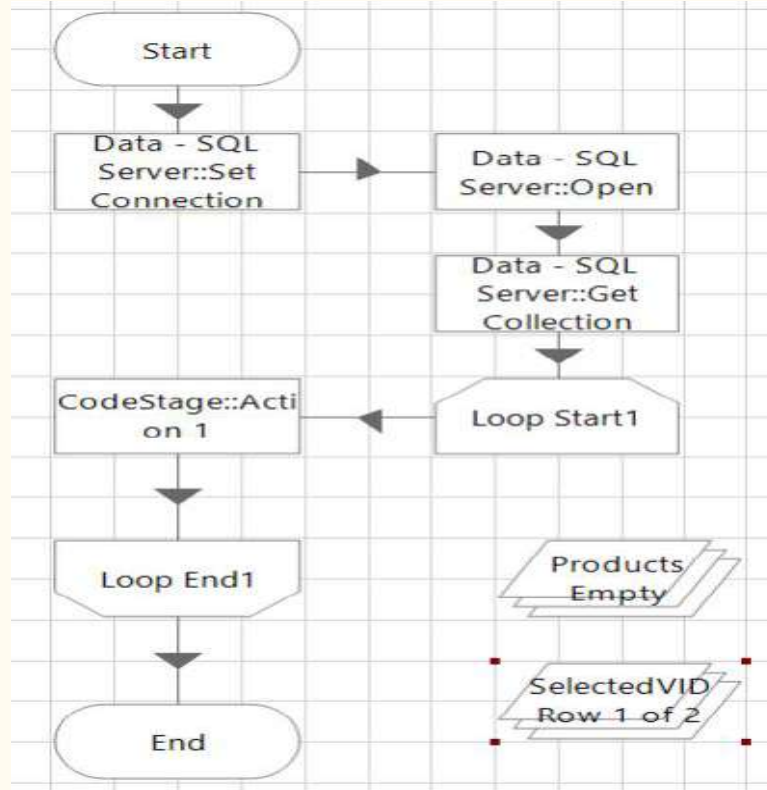 Start
Data - SQL
Server::Set
Connection
Data - SQL
Server::Open
Data - SQL
Server::Get
Collection
CodeStage::Acti
on 1
Loop Start1
Loop End1
Products
Empty
SelectedVID
Row 1 of 2
End